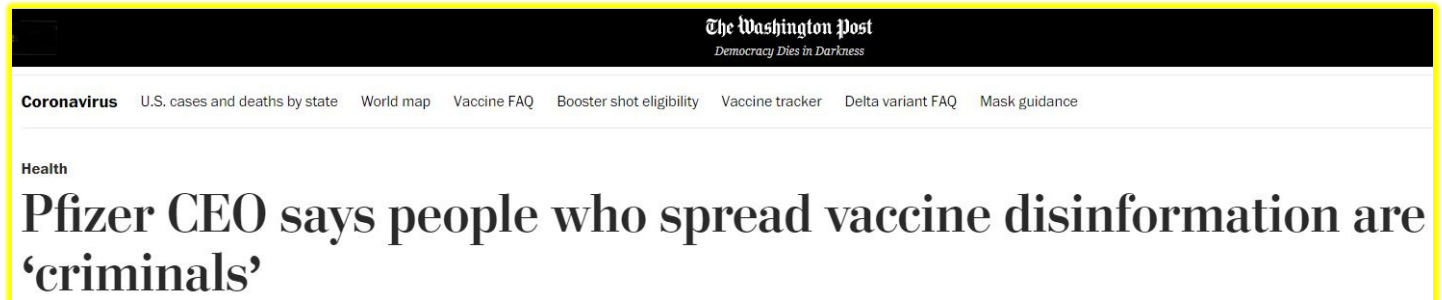 The Washington Post
Democracy Dies in Darkness
Coronavirus U.S. cases and deaths by state World map Vaccine FAQ Booster shot eligibility Vaccine tracker Delta variant FAQ Mask guidance
Health
Pfizer CEO says people who spread vaccine disinformation are
‘criminals’